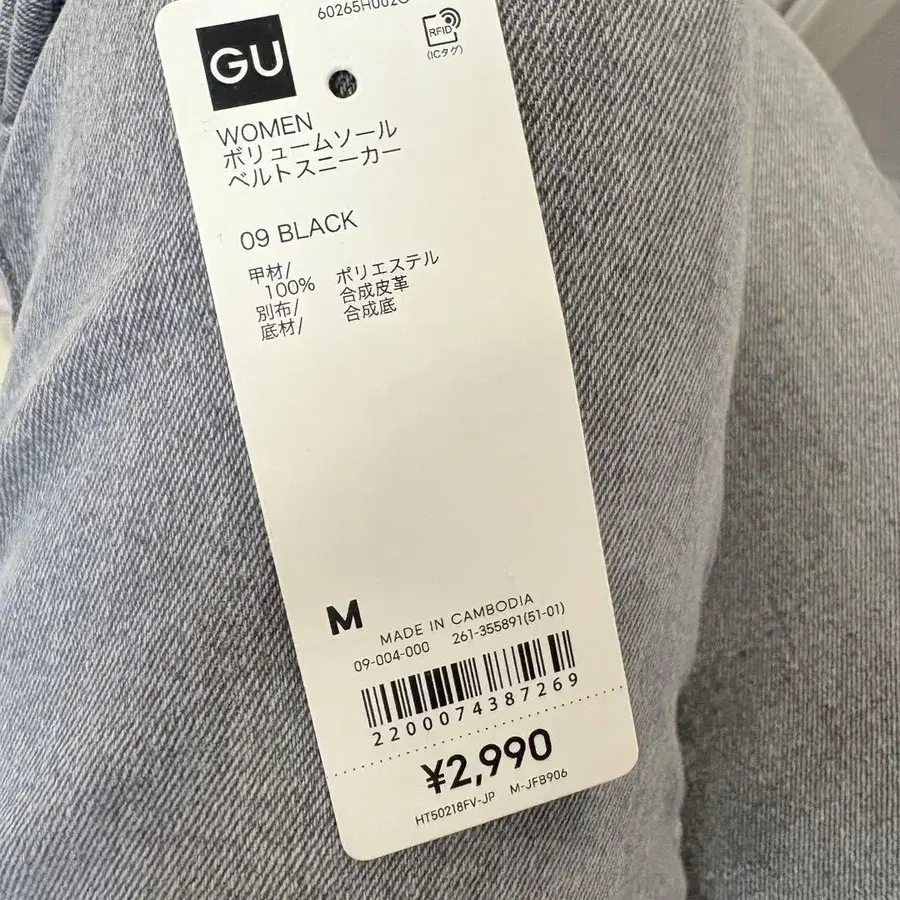 GU
RFID
(ICタグ)
WOMEN
ボリュームソール
ベルトスニーカー
09 BLACK
甲材/
100% ポリエステル
別布/ 合成皮革
底材/ 合成底
M
MADE IN CAMBODIA
09-004-000 261-355891(51-01)
2200074387269
¥2,990
HT50218FV-JP M-JFB906